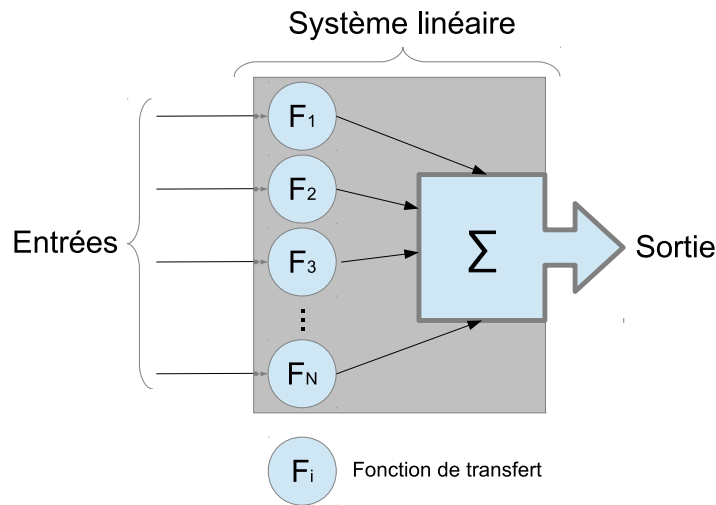 Système linéaire
F1
F2
Entrées
F3
Σ
Sortie
FN
Fi
Fonction de transfert